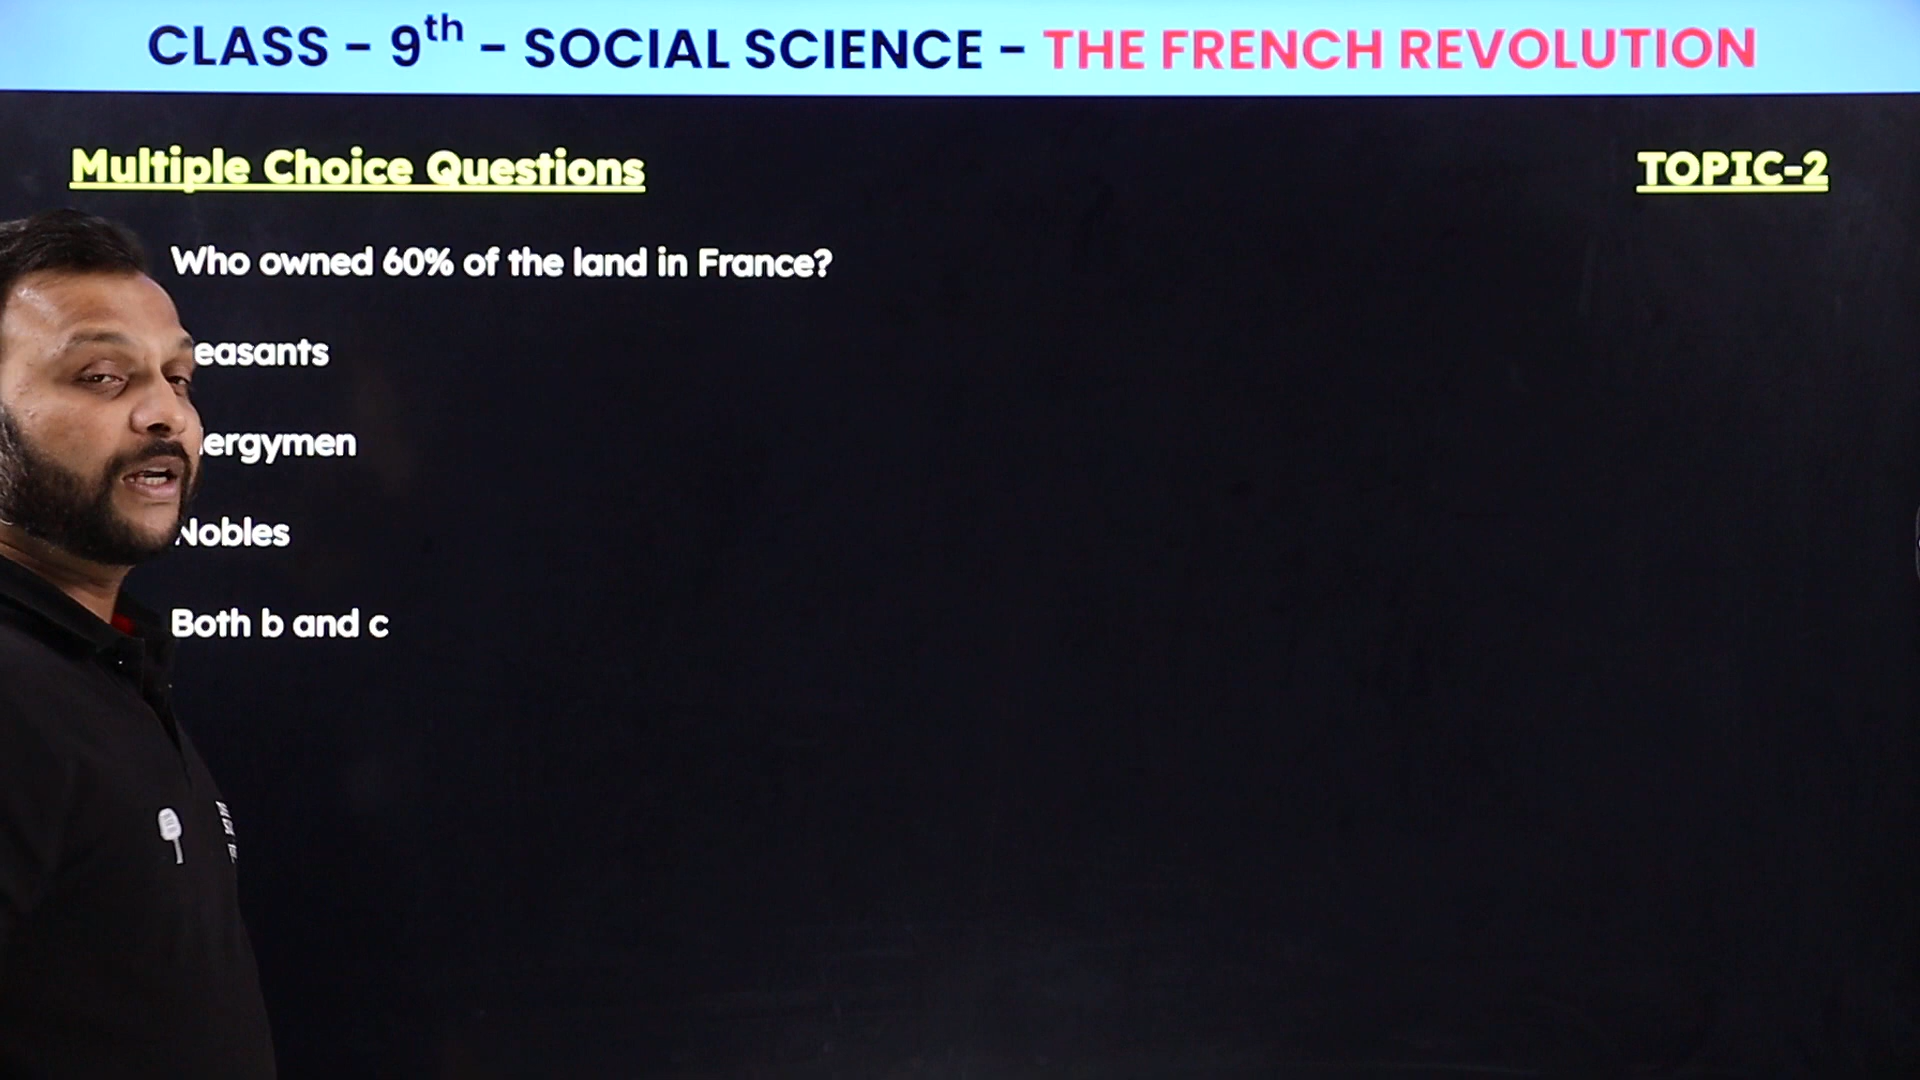 CLASS - 9th - SOCIAL SCIENCE - THE FRENCH REVOLUTION
Multiple Choice Questions
TOPIC-2
Who owned 60% of the land in France?
easants
lergymen
Nobles
Both b and c